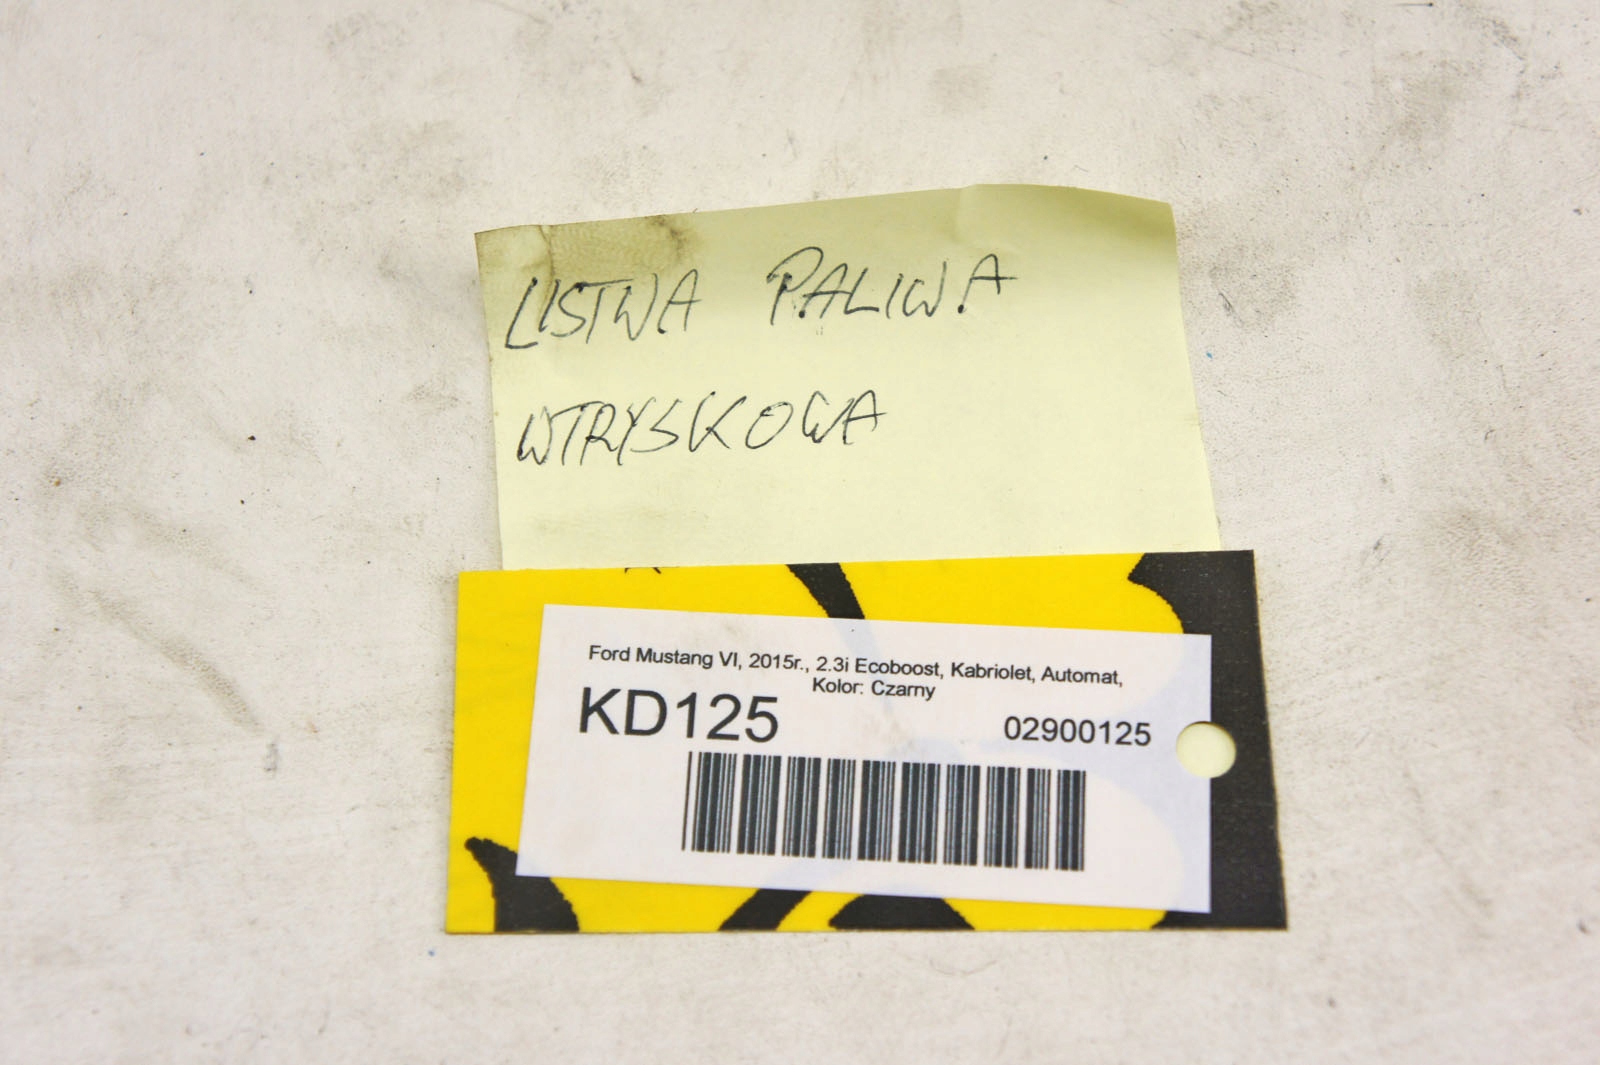 LISTWA PALIWA
WTRYSKOWA
Ford Mustang VI, 2015r., 2.3i Ecoboost, Kabriolet, Automat,
Kolor: Czarny
KD125
02900125